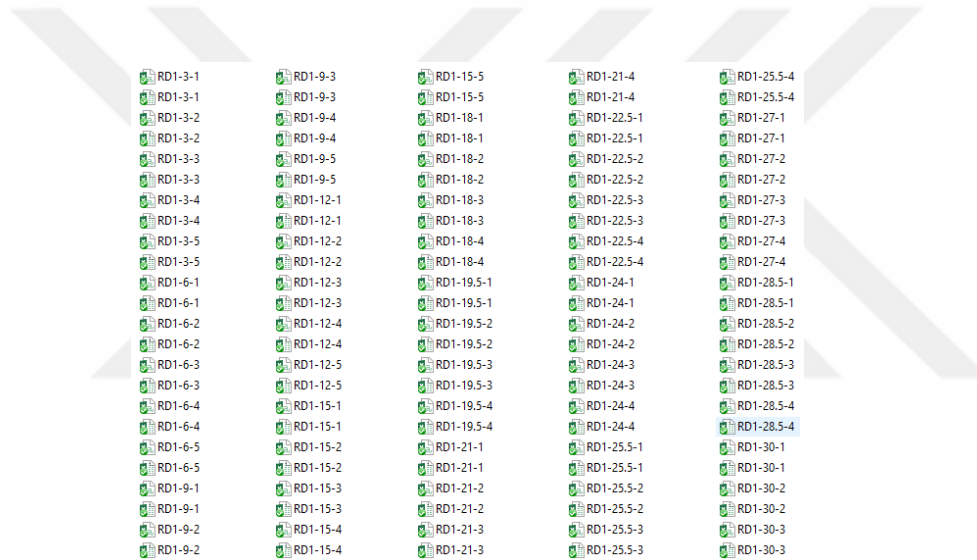 RD1-3-1
RD1-3-1
RD1-3-2
RD1-3-2
RD1-3-3
RD1-3-3
RD1-3-4
RD1-3-4
RD1-3-5
RD1-3-5
RD1-6-1
RD1-6-1
RD1-6-2
RD1-6-2
RD1-6-3
RD1-6-3
RD1-6-4
RD1-6-4
RD1-6-5
RD1-6-5
RD1-9-1
RD1-9-1
RD1-9-2
RD1-9-2
RD1-9-3
RD1-9-3
RD1-9-4
RD1-9-4
RD1-9-5
RD1-9-5
RD1-12-1
RD1-12-1
RD1-12-2
RD1-12-2
RD1-12-3
RD1-12-3
RD1-12-4
RD1-12-4
RD1-12-5
RD1-12-5
RD1-15-1
RD1-15-1
RD1-15-2
RD1-15-2
RD1-15-3
RD1-15-3
RD1-15-4
RD1-15-4
RD1-15-5
RD1-15-5
RD1-18-1
RD1-18-1
RD1-18-2
RD1-18-2
RD1-18-3
RD1-18-3
RD1-18-4
RD1-18-4
RD1-19.5-1
RD1-19.5-1
RD1-19.5-2
RD1-19.5-2
RD1-19.5-3
RD1-19.5-3
RD1-19.5-4
RD1-19.5-4
RD1-21-1
RD1-21-1
RD1-21-2
RD1-21-2
RD1-21-3
RD1-21-3
RD1-21-4
RD1-21-4
RD1-22.5-1
RD1-22.5-1
RD1-22.5-2
RD1-22.5-2
RD1-22.5-3
RD1-22.5-3
RD1-22.5-4
RD1-22.5-4
RD1-24-1
RD1-24-1
RD1-24-2
RD1-24-2
RD1-24-3
RD1-24-3
RD1-24-4
RD1-24-4
RD1-25.5-1
RD1-25.5-1
RD1-25.5-2
RD1-25.5-2
RD1-25.5-3
RD1-25.5-3
RD1-25.5-4
RD1-25.5-4
RD1-27-1
RD1-27-1
RD1-27-2
RD1-27-2
RD1-27-3
RD1-27-3
RD1-27-4
RD1-27-4
RD1-28.5-1
RD1-28.5-1
RD1-28.5-2
RD1-28.5-2
RD1-28.5-3
RD1-28.5-3
RD1-28.5-4
RD1-28.5-4
RD1-30-1
RD1-30-1
RD1-30-2
RD1-30-2
RD1-30-3
RD1-30-3